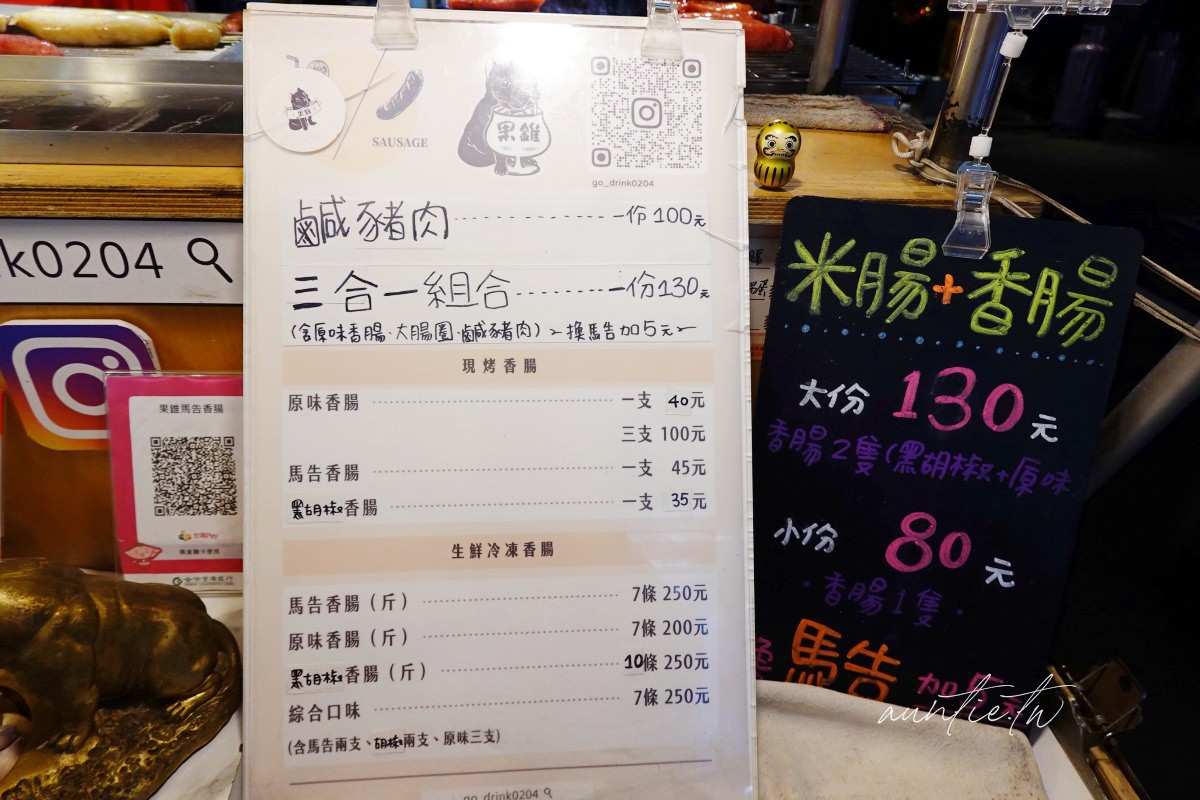 SAUSAGE
果錐
go_drink0204
鹹豬肉 一份 100元
三合一組合 一份130元
(含原味香腸、大腸圈、鹹豬肉) 換馬告加5元
現烤香腸
原味香腸 一支 40元
三支 100元
馬告香腸 一支 45元
黑胡椒香腸 一支 35元
生鮮冷凍香腸
馬告香腸(斤) 7條 250元
原味香腸(斤) 7條 200元
黑胡椒香腸(斤) 10條 250元
綜合口味 7條 250元
(含馬告兩支、胡椒兩支、原味三支)
go_drink0204
k0204
果錐馬告香腸
台灣Pay
米腸+香腸
大份 130元
香腸2隻(黑胡椒+原味
小份 80元
·香腸1隻·
馬告 加
auntie.tw